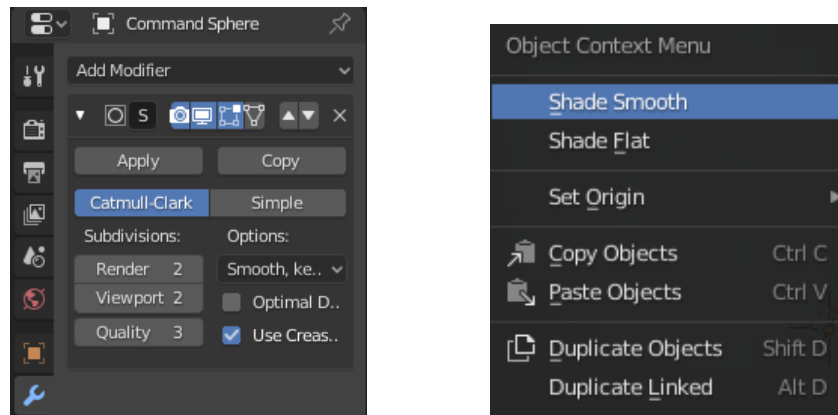 Command Sphere
Add Modifier
S
Apply Copy
Catmull-Clark Simple
Subdivisions: Options:
Render 2 Smooth, ke..
Viewport 2 Optimal D..
Quality 3 Use Creas..
Object Context Menu
Shade Smooth
Shade Flat
Set Origin
Copy Objects Ctrl C
Paste Objects Ctrl V
Duplicate Objects Shift D
Duplicate Linked Alt D